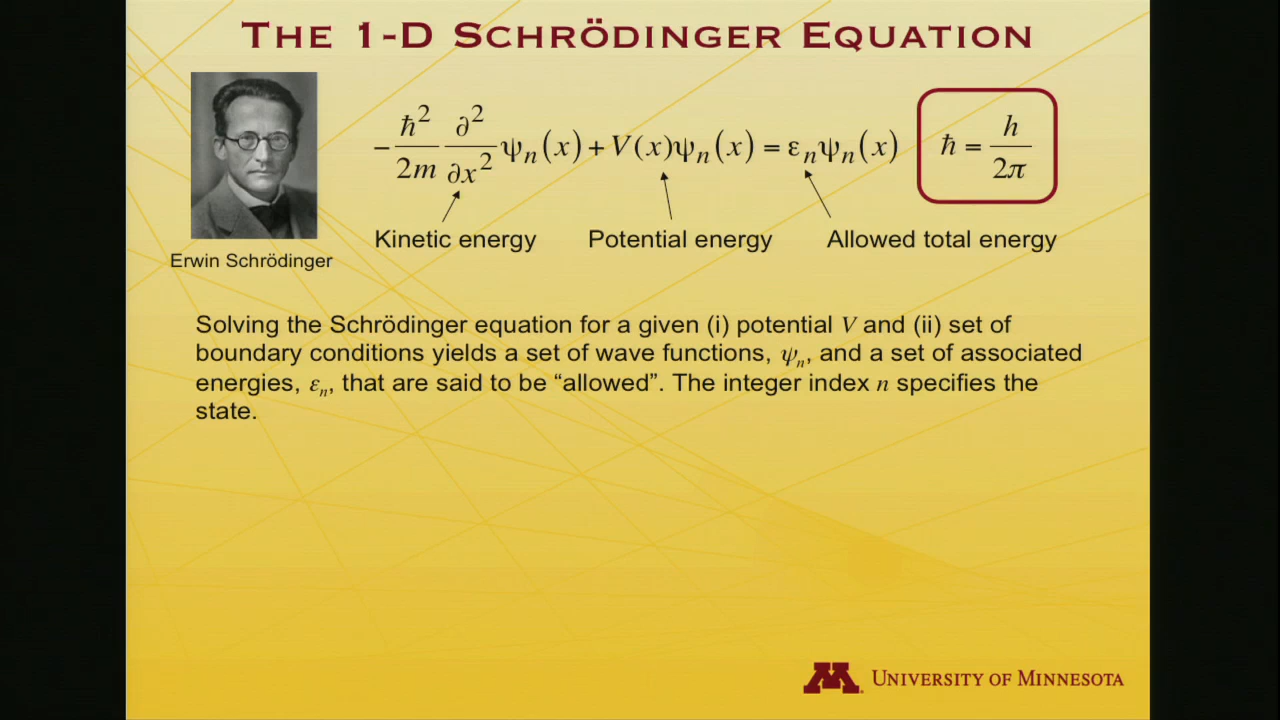 THE 1-D SCHRÖDINGER EQUATION
−ℏ²/2m ∂²/∂x² ψₙ(x) + V(x)ψₙ(x) = εₙψₙ(x)
ℏ = h/2π
Kinetic energy Potential energy Allowed total energy
Erwin Schrödinger
Solving the Schrödinger equation for a given (i) potential V and (ii) set of
boundary conditions yields a set of wave functions, ψₙ, and a set of associated
energies, εₙ, that are said to be “allowed”. The integer index n specifies the
state.
M UNIVERSITY OF MINNESOTA